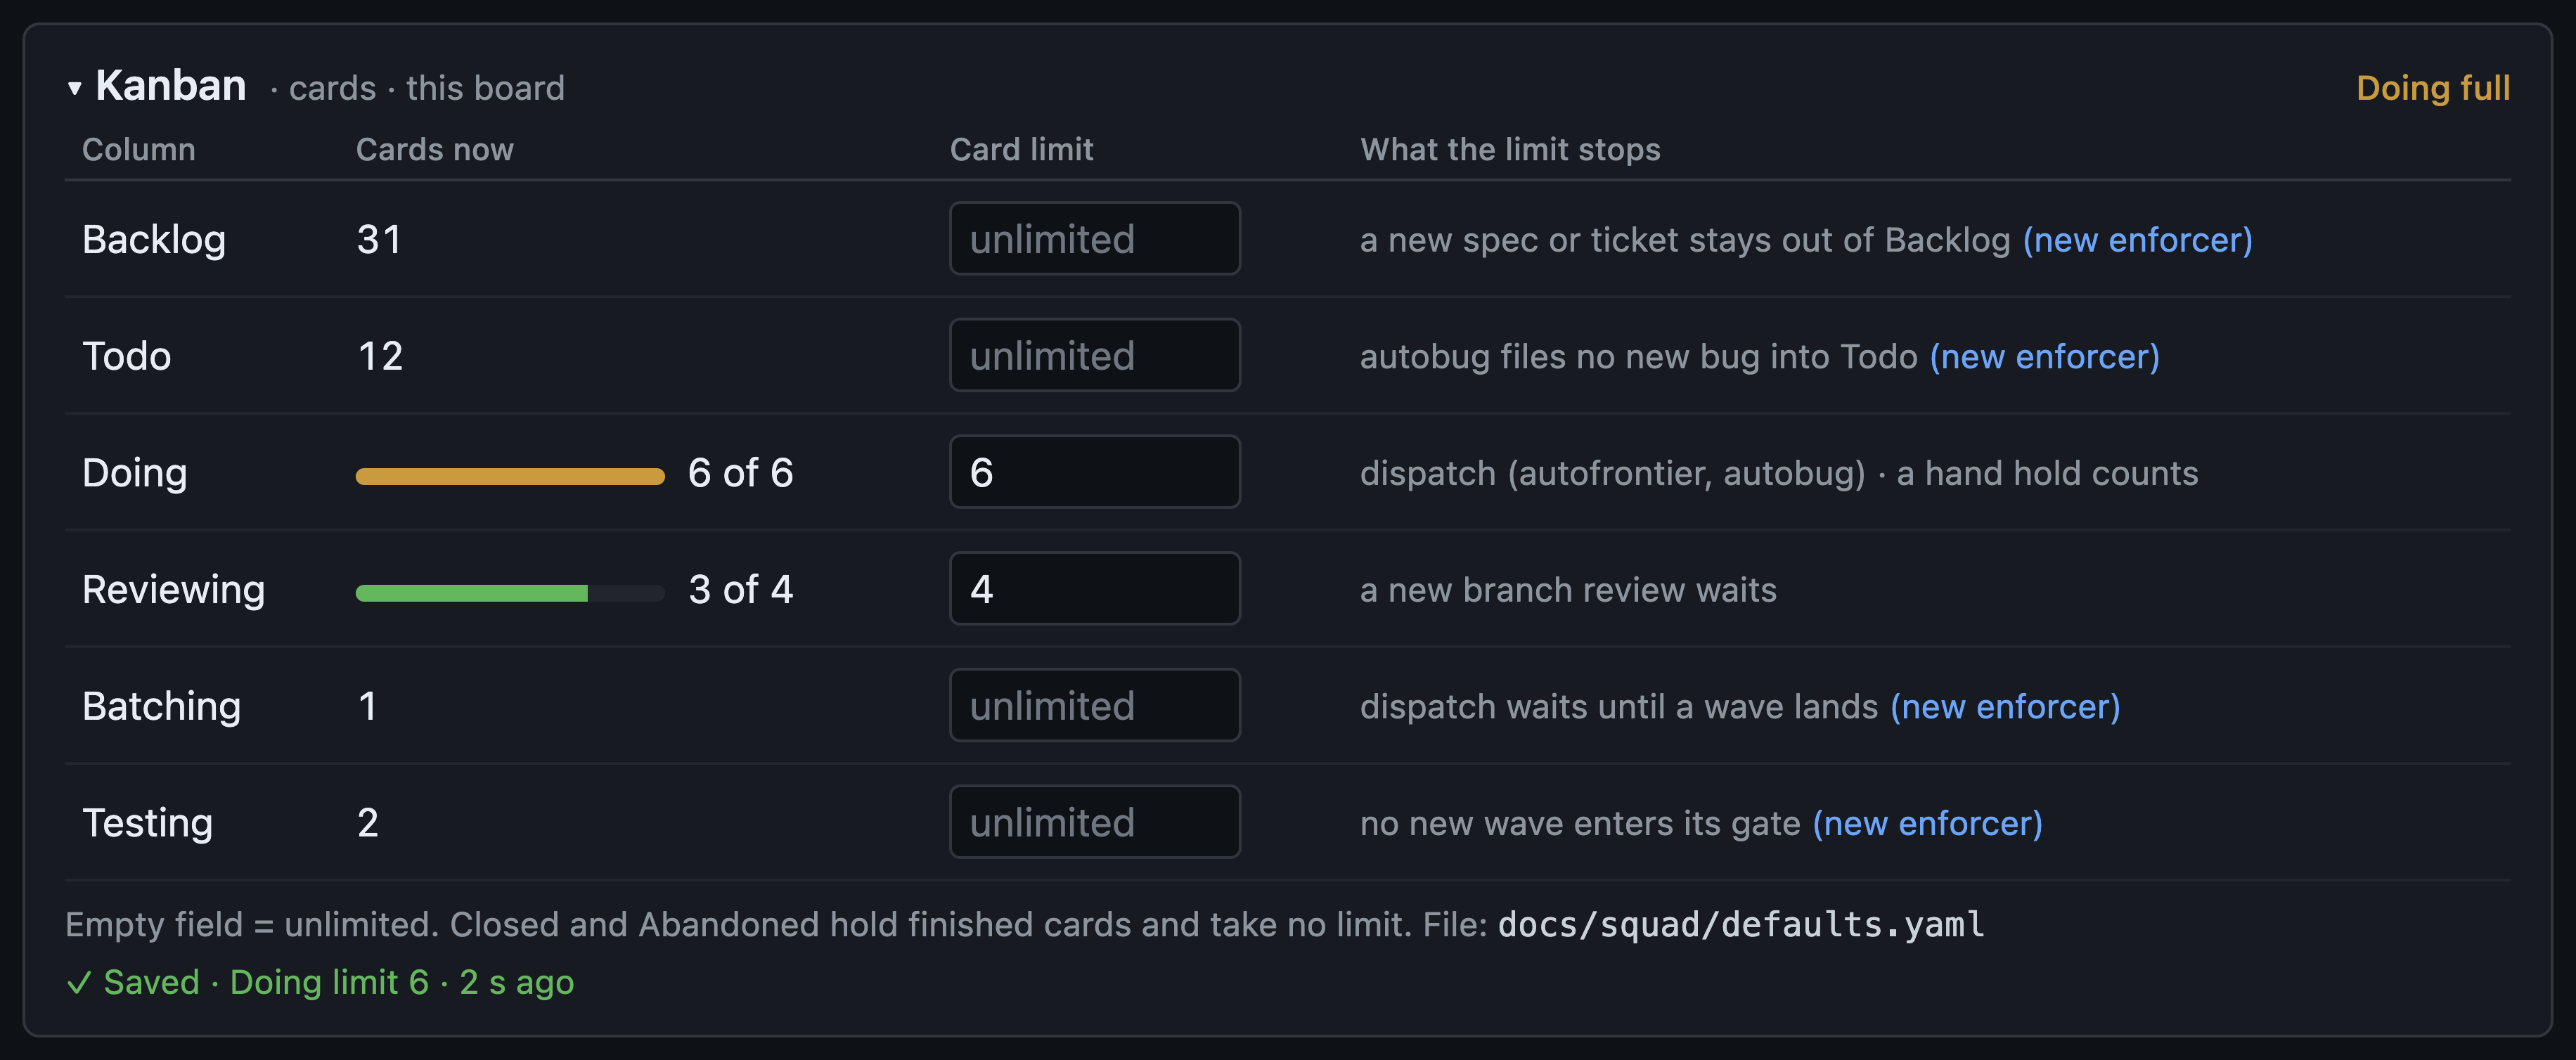 ▾ Kanban · cards · this board Doing full
Column Cards now Card limit What the limit stops
Backlog 31 unlimited a new spec or ticket stays out of Backlog (new enforcer)
Todo 12 unlimited autobug files no new bug into Todo (new enforcer)
Doing 6 of 6 6 dispatch (autofrontier, autobug) · a hand hold counts
Reviewing 3 of 4 4 a new branch review waits
Batching 1 unlimited dispatch waits until a wave lands (new enforcer)
Testing 2 unlimited no new wave enters its gate (new enforcer)
Empty field = unlimited. Closed and Abandoned hold finished cards and take no limit. File: docs/squad/defaults.yaml
✓ Saved · Doing limit 6 · 2 s ago